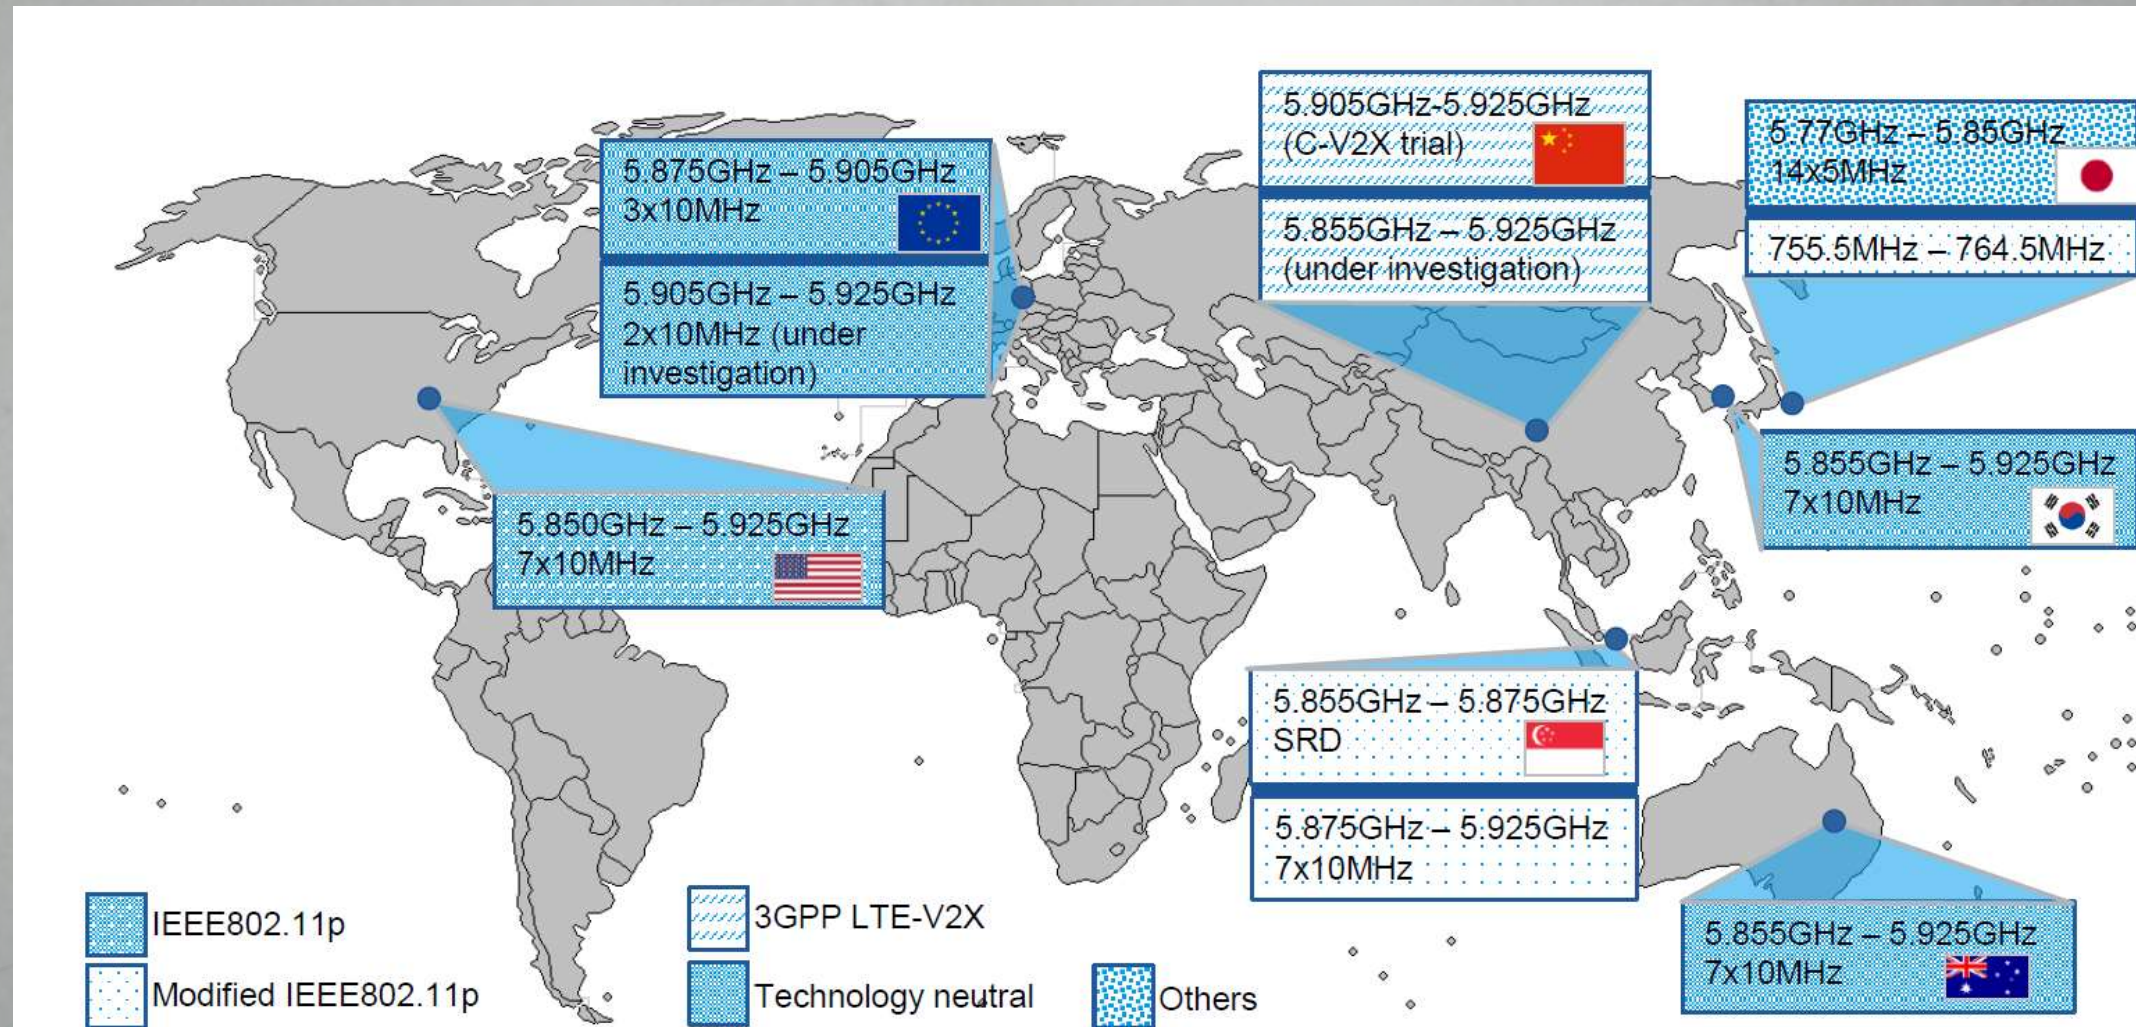 5.875GHz – 5.905GHz
3x10MHz
5.905GHz – 5.925GHz
2x10MHz (under
investigation)
5.905GHz-5.925GHz
(C-V2X trial)
5.855GHz – 5.925GHz
(under investigation)
5.77GHz – 5.85GHz
14x5MHz
755.5MHz – 764.5MHz
5.850GHz – 5.925GHz
7x10MHz
5.855GHz – 5.925GHz
7x10MHz
5.855GHz – 5.875GHz
SRD
5.875GHz – 5.925GHz
7x10MHz
5.855GHz – 5.925GHz
7x10MHz
IEEE802.11p
Modified IEEE802.11p
3GPP LTE-V2X
Technology neutral
Others